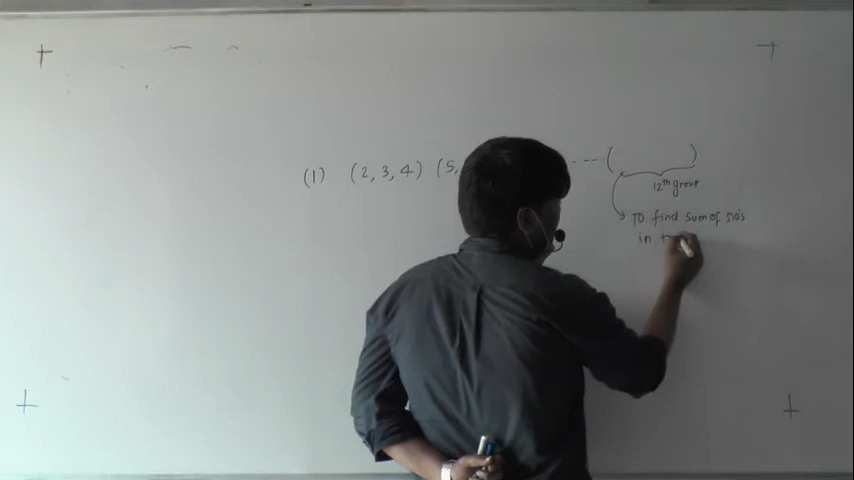 (1) (2, 3, 4) (5, --- ( )
12th group
TO find sum of no's
in